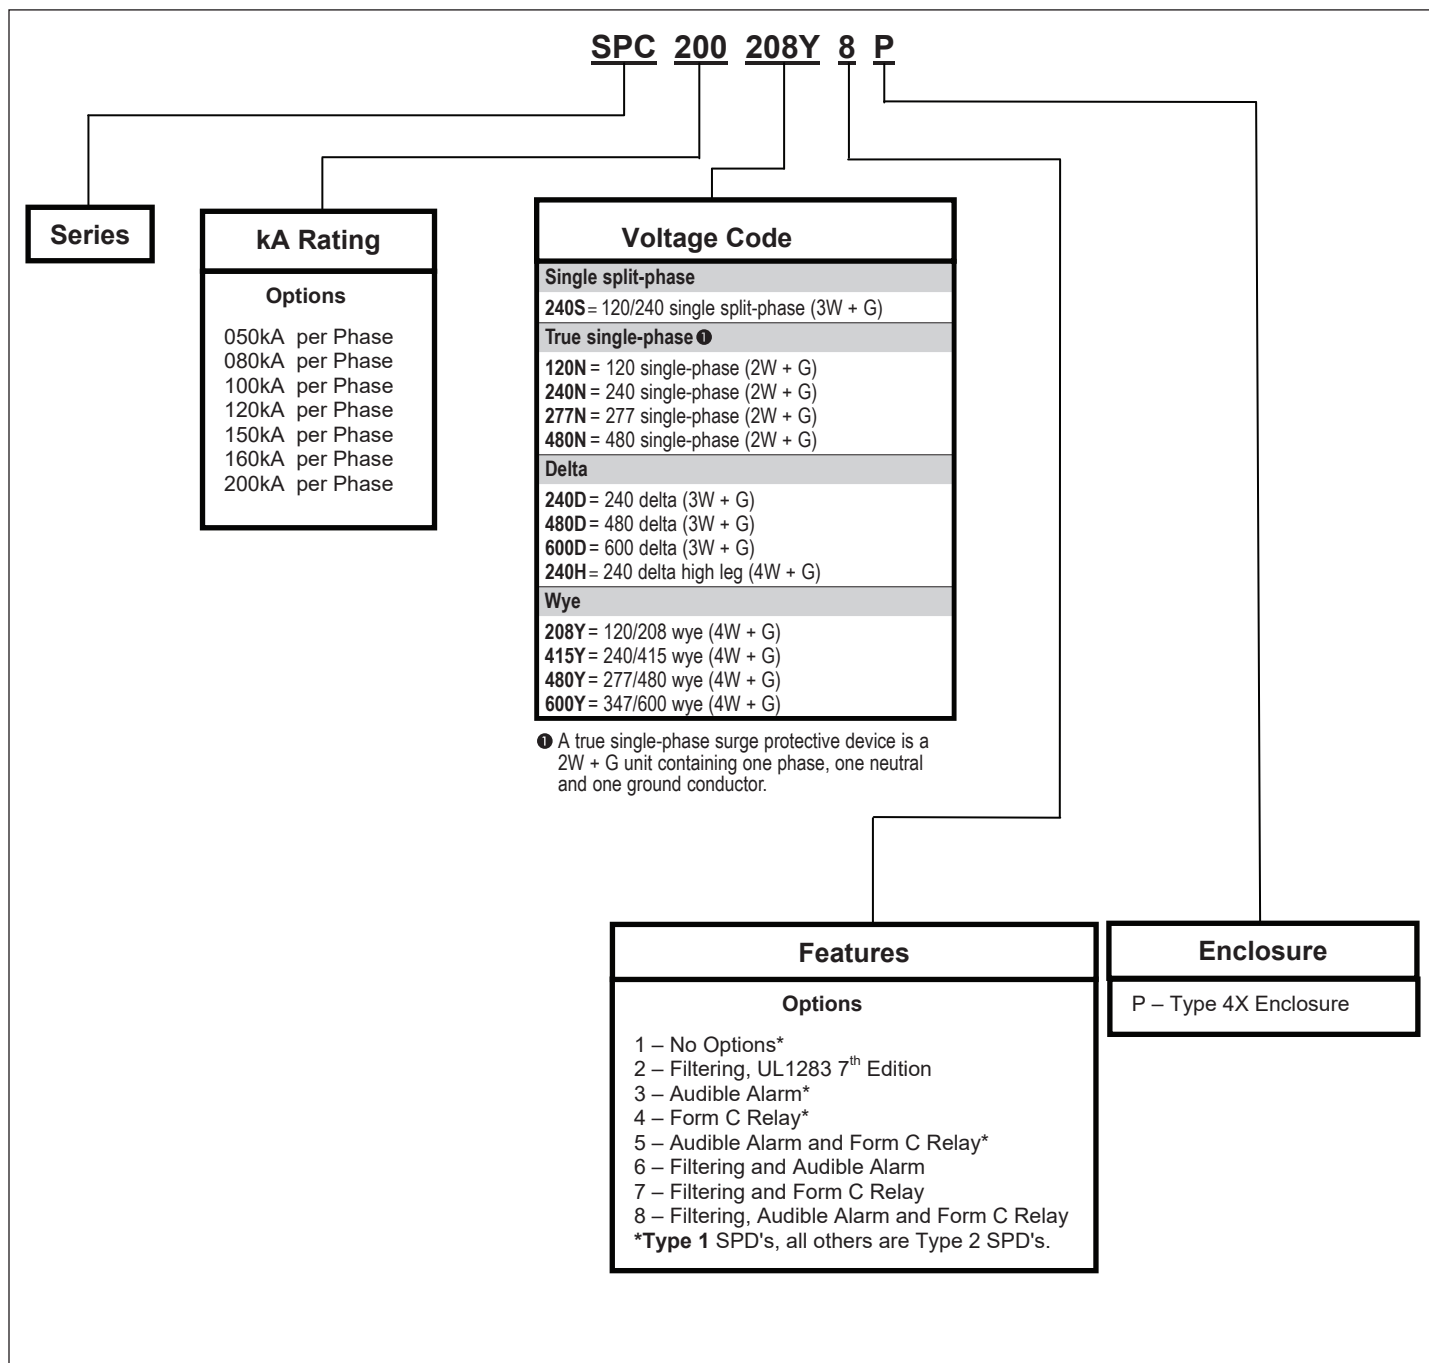 SPC 200 208Y 8 P
Series
kA Rating
Options
050kA per Phase
080kA per Phase
100kA per Phase
120kA per Phase
150kA per Phase
160kA per Phase
200kA per Phase
Voltage Code
Single split-phase
240S = 120/240 single split-phase (3W + G)
True single-phase ❶
120N = 120 single-phase (2W + G)
240N = 240 single-phase (2W + G)
277N = 277 single-phase (2W + G)
480N = 480 single-phase (2W + G)
Delta
240D = 240 delta (3W + G)
480D = 480 delta (3W + G)
600D = 600 delta (3W + G)
240H = 240 delta high leg (4W + G)
Wye
208Y = 120/208 wye (4W + G)
415Y = 240/415 wye (4W + G)
480Y = 277/480 wye (4W + G)
600Y = 347/600 wye (4W + G)
❶ A true single-phase surge protective device is a
2W + G unit containing one phase, one neutral
and one ground conductor.
Features
Options
1 – No Options*
2 – Filtering, UL1283 7th Edition
3 – Audible Alarm*
4 – Form C Relay*
5 – Audible Alarm and Form C Relay*
6 – Filtering and Audible Alarm
7 – Filtering and Form C Relay
8 – Filtering, Audible Alarm and Form C Relay
*Type 1 SPD's, all others are Type 2 SPD's.
Enclosure
P – Type 4X Enclosure